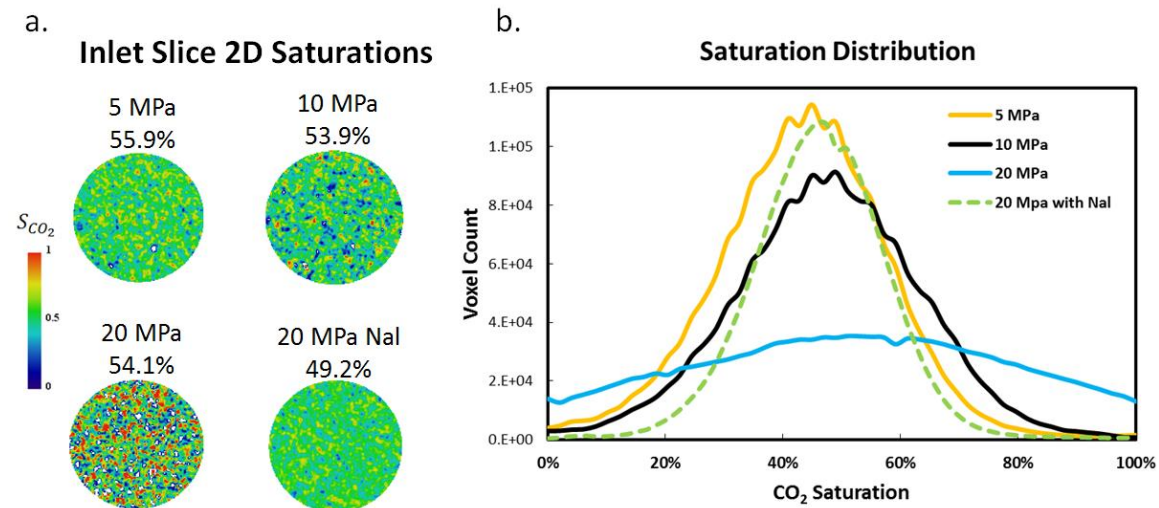 a.
Inlet Slice 2D Saturations
5 MPa
55.9%
10 MPa
53.9%
S_CO₂
1
0.5
0
20 MPa
54.1%
20 MPa NaI
49.2%
b.
Saturation Distribution
Voxel Count
1.E+05
1.E+05
8.E+04
6.E+04
4.E+04
2.E+04
0.E+00
0%
20%
40%
60%
80%
100%
CO₂ Saturation
5 MPa
10 MPa
20 MPa
20 Mpa with NaI